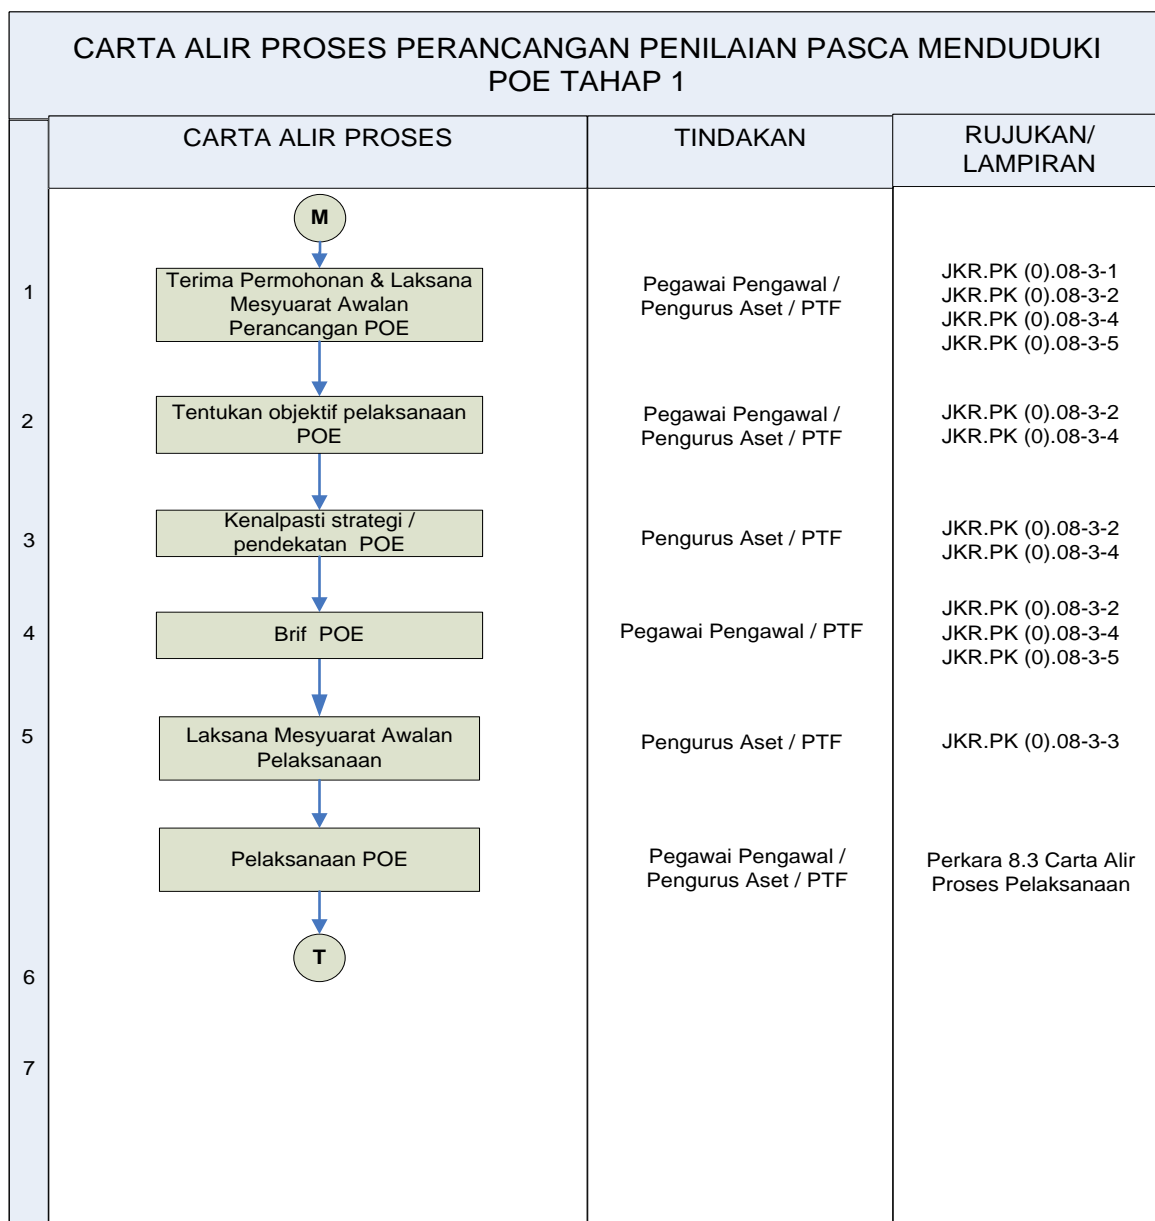 CARTA ALIR PROSES PERANCANGAN PENILAIAN PASCA MENDUDUKI
POE TAHAP 1
CARTA ALIR PROSES
TINDAKAN
RUJUKAN/
LAMPIRAN
M
1
Terima Permohonan & Laksana
Mesyuarat Awalan
Perancangan POE
Pegawai Pengawal /
Pengurus Aset / PTF
JKR.PK (0).08-3-1
JKR.PK (0).08-3-2
JKR.PK (0).08-3-4
JKR.PK (0).08-3-5
2
Tentukan objektif pelaksanaan
POE
Pegawai Pengawal /
Pengurus Aset / PTF
JKR.PK (0).08-3-2
JKR.PK (0).08-3-4
3
Kenalpasti strategi /
pendekatan POE
Pengurus Aset / PTF
JKR.PK (0).08-3-2
JKR.PK (0).08-3-4
4
Brif POE
Pegawai Pengawal / PTF
JKR.PK (0).08-3-2
JKR.PK (0).08-3-4
JKR.PK (0).08-3-5
5
Laksana Mesyuarat Awalan
Pelaksanaan
Pengurus Aset / PTF
JKR.PK (0).08-3-3
Pelaksanaan POE
Pegawai Pengawal /
Pengurus Aset / PTF
Perkara 8.3 Carta Alir
Proses Pelaksanaan
T
6
7